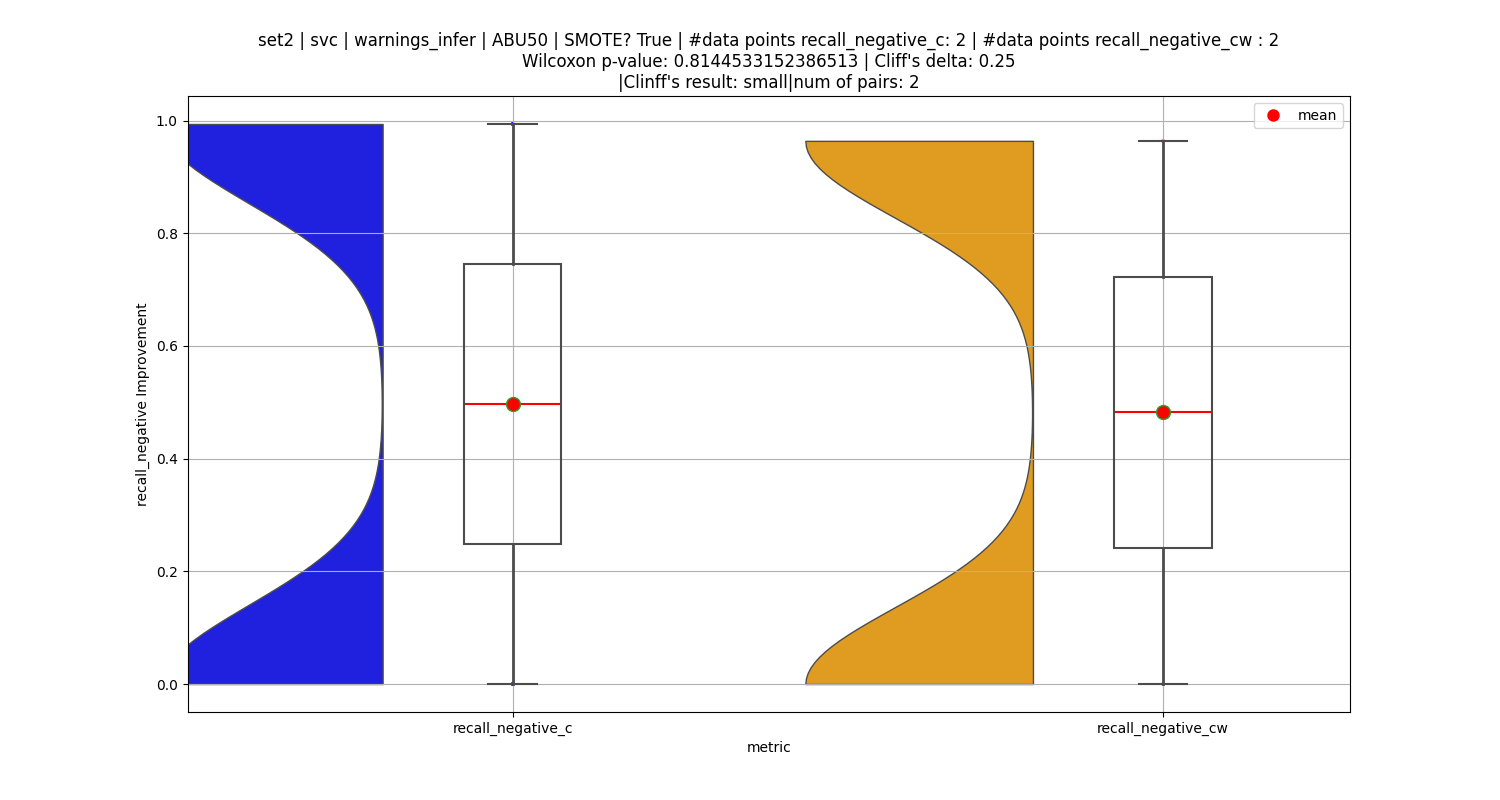 set2 | svc | warnings_infer | ABU50 | SMOTE? True | #data points recall_negative_c: 2 | #data points recall_negative_cw : 2
Wilcoxon p-value: 0.8144533152386513 | Cliff's delta: 0.25
|Clinff's result: small|num of pairs: 2
mean
1.0
0.8
0.6
0.4
0.2
0.0
recall_negative Improvement
recall_negative_c
recall_negative_cw
metric